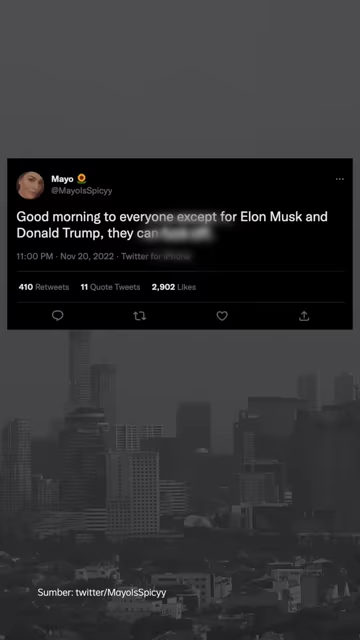 Mayo 🌻
@MayoIsSpicyy
Good morning to everyone except for Elon Musk and
Donald Trump, they can
11:00 PM · Nov 20, 2022 · Twitter for iPhone
410 Retweets 11 Quote Tweets 2,902 Likes
Sumber: twitter/MayoIsSpicyy